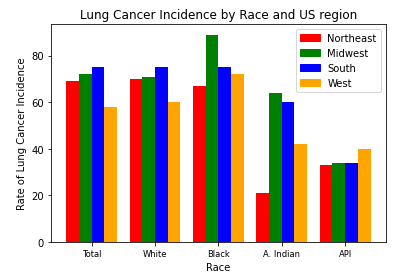 Lung Cancer Incidence by Race and US region
Northeast
Midwest
South
West
Rate of Lung Cancer Incidence
80
60
40
20
0
Total White Black A. Indian API
Race